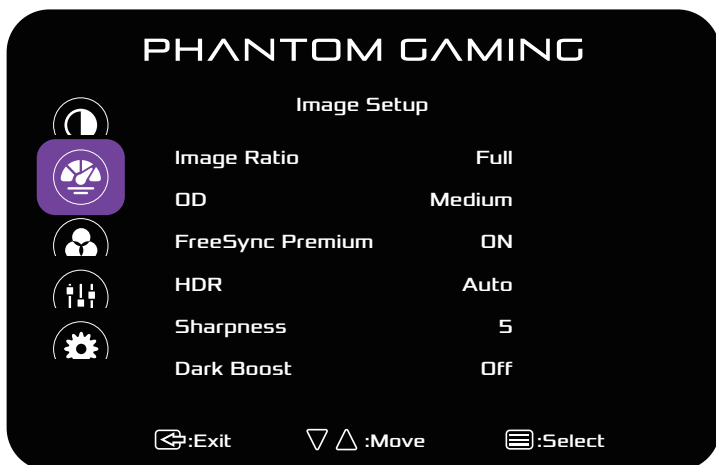 PHANTOM GAMING
Image Setup
Image Ratio Full
OD Medium
FreeSync Premium ON
HDR Auto
Sharpness 5
Dark Boost Off
:Exit :Move :Select